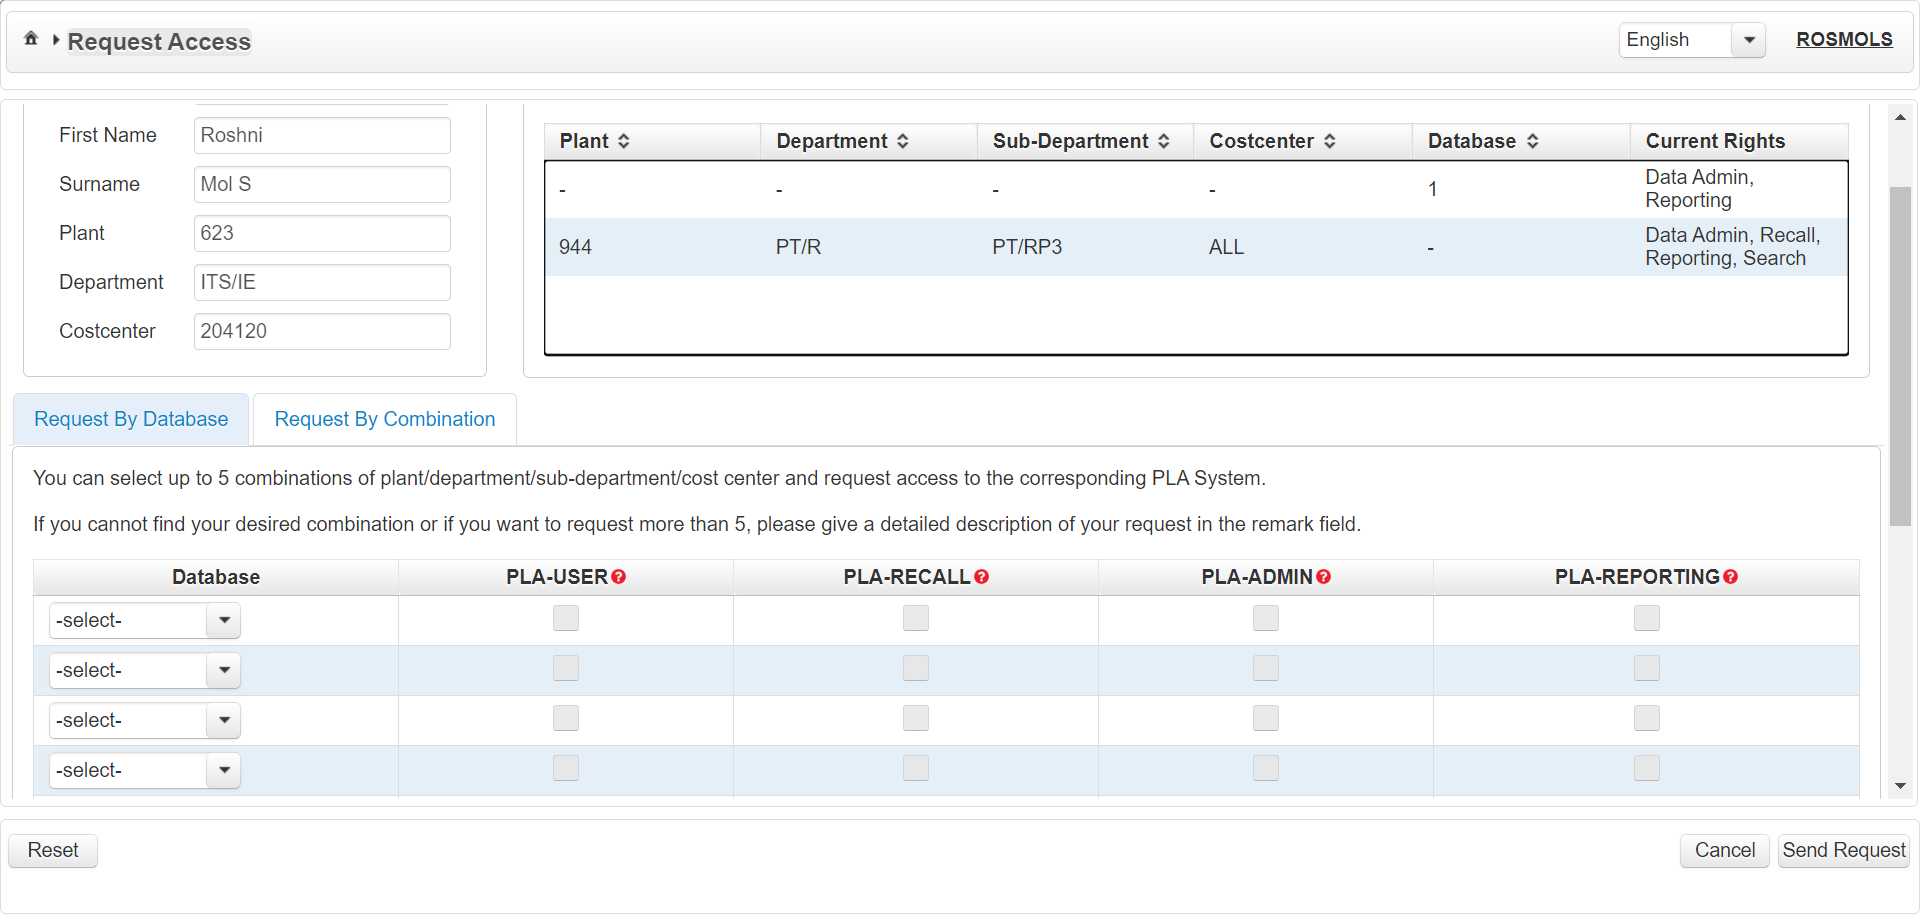 Request Access
English
ROSMOLS
First Name Roshni
Surname Mol S
Plant 623
Department ITS/IE
Costcenter 204120
Plant Department Sub-Department Costcenter Database Current Rights
- - - - 1 Data Admin,
Reporting
944 PT/R PT/RP3 ALL - Data Admin, Recall,
Reporting, Search
Request By Database Request By Combination
You can select up to 5 combinations of plant/department/sub-department/cost center and request access to the corresponding PLA System.
If you cannot find your desired combination or if you want to request more than 5, please give a detailed description of your request in the remark field.
Database PLA-USER? PLA-RECALL? PLA-ADMIN? PLA-REPORTING?
-select-
-select-
-select-
-select-
Reset Cancel Send Request